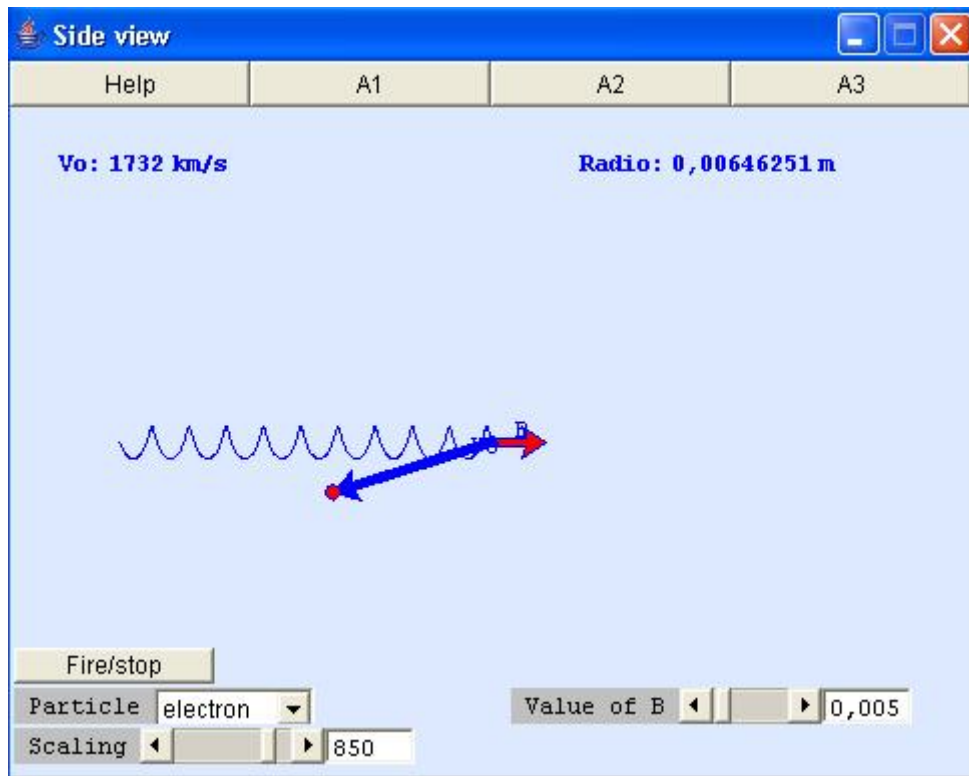 Side view
Help A1 A2 A3
Vo: 1732 km/s Radio: 0,00646251 m
B
Fire/stop
Particle electron Value of B 0,005
Scaling 850